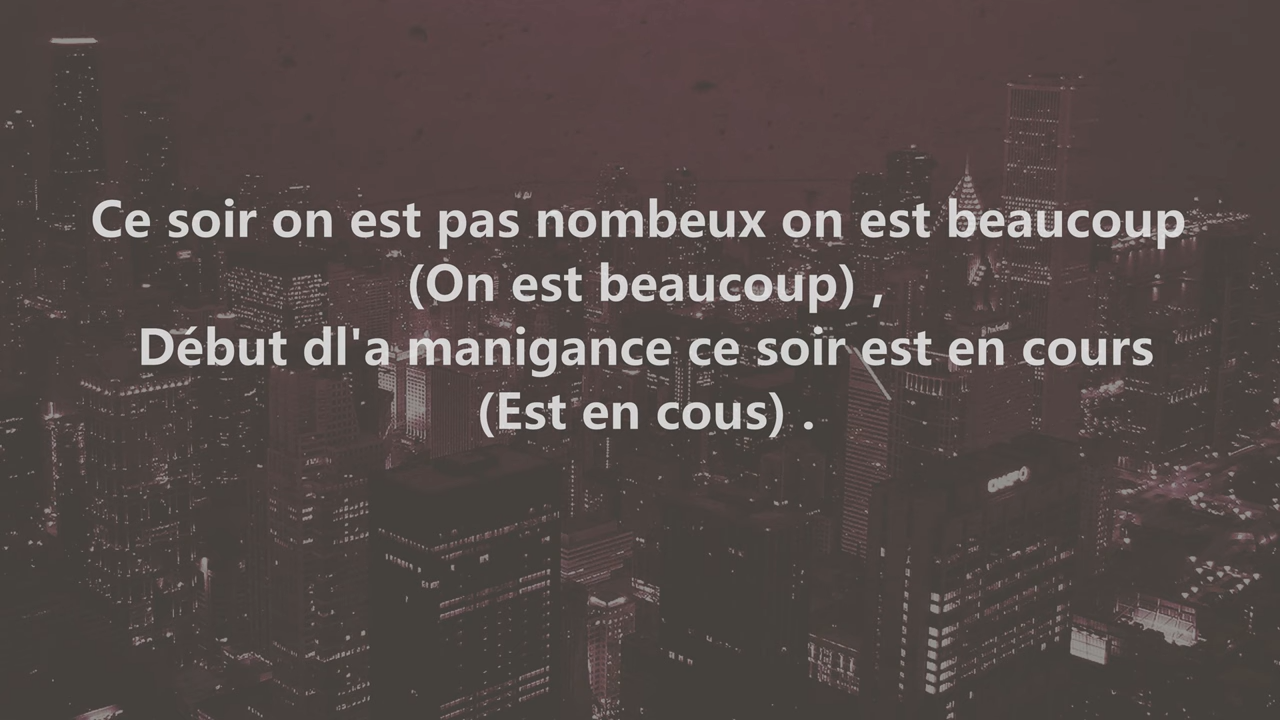 Ce soir on est pas nombeux on est beaucoup
(On est beaucoup) ,
Début dl'a manigance ce soir est en cours
(Est en cous) .
Prudential